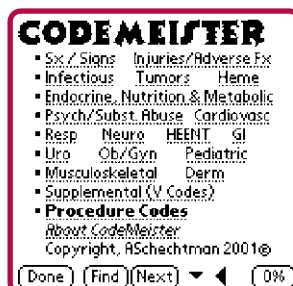 CODEMEISTER
▪ Sx / Signs Injuries/Adverse Fx
▪ Infectious Tumors Heme
▪ Endocrine, Nutrition & Metabolic
▪ Psych/Subst. Abuse Cardiovasc
▪ Resp Neuro HEENT GI
▪ Uro Ob/Gyn Pediatric
▪ Musculoskeletal Derm
▪ Supplemental (V Codes)
▪ Procedure Codes
About CodeMeister
Copyright, ASchechtman 2001®
Done Find Next 0%